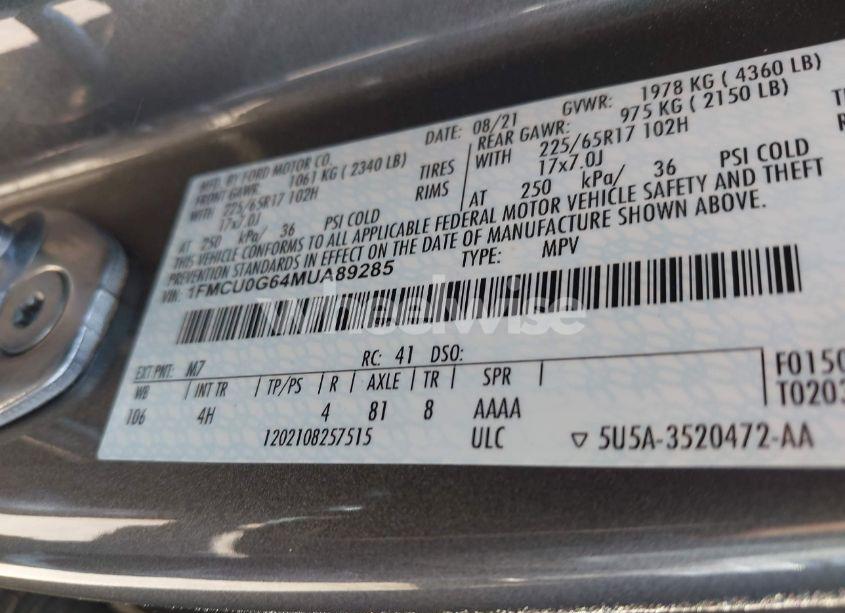 MFD. BY FORD MOTOR CO.
DATE: 08/21 GVWR: 1978 KG ( 4360 LB)
FRONT GAWR: 1061 KG ( 2340 LB)
REAR GAWR: 975 KG ( 2150 LB)
WITH 225/65R17 102H TIRES
WITH 225/65R17 102H
17x7.0J RIMS
17x7.0J
AT 250 kPa/ 36 PSI COLD
AT 250 kPa/ 36 PSI COLD
THIS VEHICLE CONFORMS TO ALL APPLICABLE FEDERAL MOTOR VEHICLE SAFETY AND THEFT
PREVENTION STANDARDS IN EFFECT ON THE DATE OF MANUFACTURE SHOWN ABOVE.
VIN: 1FMCU0G64MUA89285 TYPE: MPV
wheelwise
EXT PNT: M7 RC: 41 DSO:
WB INT TR TP/PS R AXLE TR SPR
106 4H 4 81 8 AAAA
1202108257515 ULC
5U5A-3520472-AA